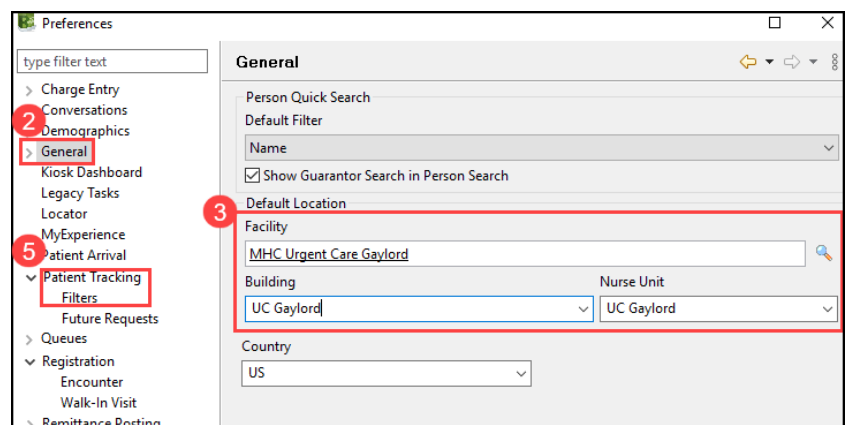 Preferences
type filter text
Charge Entry
Conversations
2
Demographics
General
Kiosk Dashboard
Legacy Tasks
Locator
MyExperience
5
Patient Arrival
Patient Tracking
Filters
Future Requests
Queues
Registration
Encounter
Walk-In Visit
Remittance Posting
General
Person Quick Search
Default Filter
Name
Show Guarantor Search in Person Search
Default Location
3
Facility
MHC Urgent Care Gaylord
Building
Nurse Unit
UC Gaylord
UC Gaylord
Country
US